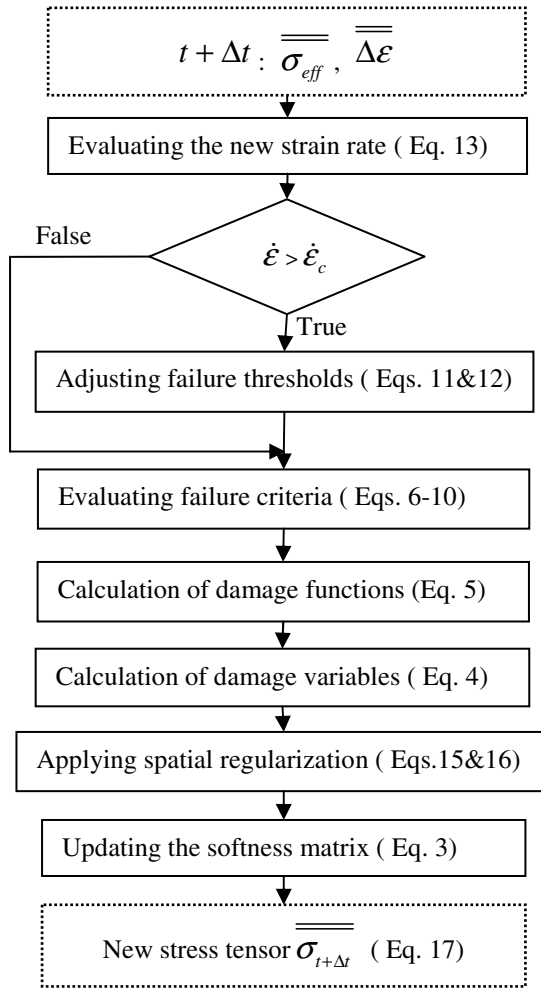 t + Δt : σ_eff , Δε
Evaluating the new strain rate ( Eq. 13)
False
ε̇ > ε̇_c
True
Adjusting failure thresholds ( Eqs. 11&12)
Evaluating failure criteria ( Eqs. 6-10)
Calculation of damage functions (Eq. 5)
Calculation of damage variables ( Eq. 4)
Applying spatial regularization ( Eqs.15&16)
Updating the softness matrix ( Eq. 3)
New stress tensor σ_t+Δt ( Eq. 17)